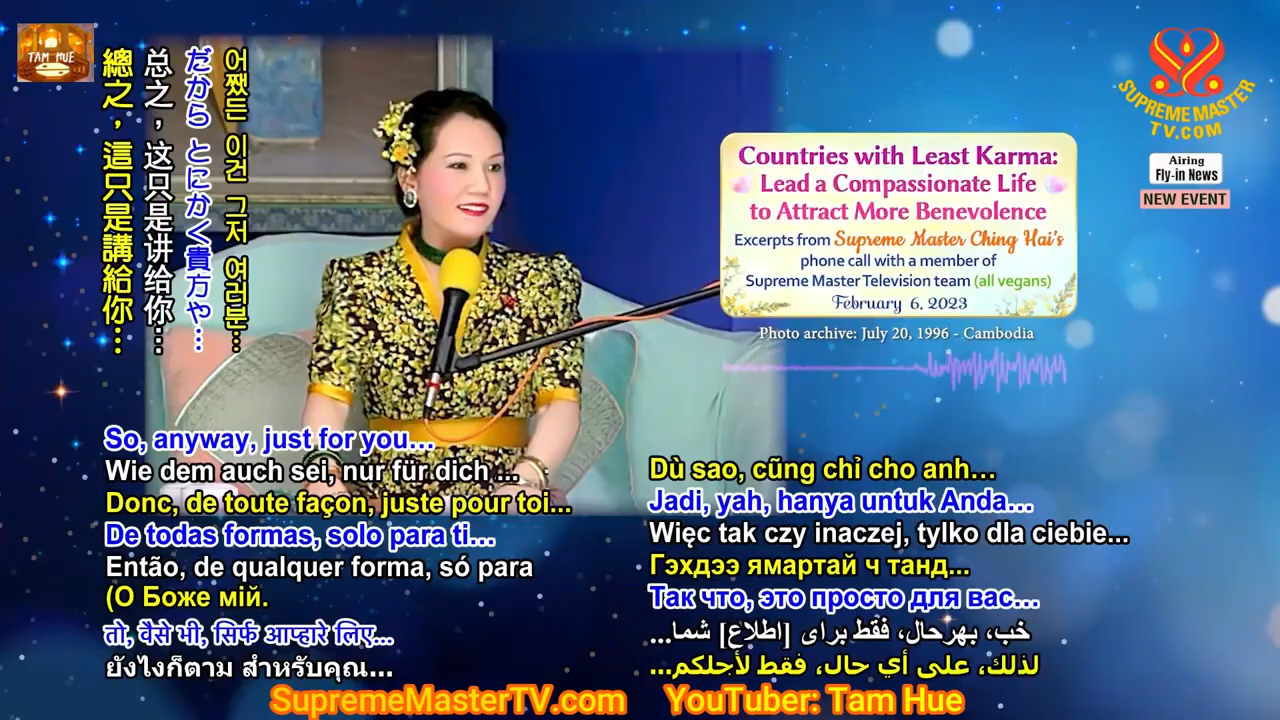 TAM HUE
總之，這只是講給你…
总之，这只是讲给你…
だから とにかく貴方や…
어쨌든 이건 그저 여러분…
SUPREME MASTER
TV.COM
Airing
Fly-in News
NEW EVENT
Countries with Least Karma:
Lead a Compassionate Life
to Attract More Benevolence
Excerpts from Supreme Master Ching Hai's
phone call with a member of
Supreme Master Television team (all vegans)
February 6, 2023
Photo archive: July 20, 1996 - Cambodia
So, anyway, just for you…
Wie dem auch sei, nur für dich ...
Donc, de toute façon, juste pour toi...
De todas formas, solo para ti…
Então, de qualquer forma, só para
(О Боже мій.
तो, वैसे भी, सिर्फ आप्हारे लिए...
ยังไงก็ตาม สำหรับคุณ...
Dù sao, cũng chỉ cho anh…
Jadi, yah, hanya untuk Anda…
Więc tak czy inaczej, tylko dla ciebie...
Гэхдээ ямартай ч танд...
Так что, это просто для вас…
خب، بهرحال، فقط برای [اطلاع] شما...
لذلك، على أي حال، فقط لأجلكم...
SupremeMasterTV.com
YouTuber: Tam Hue